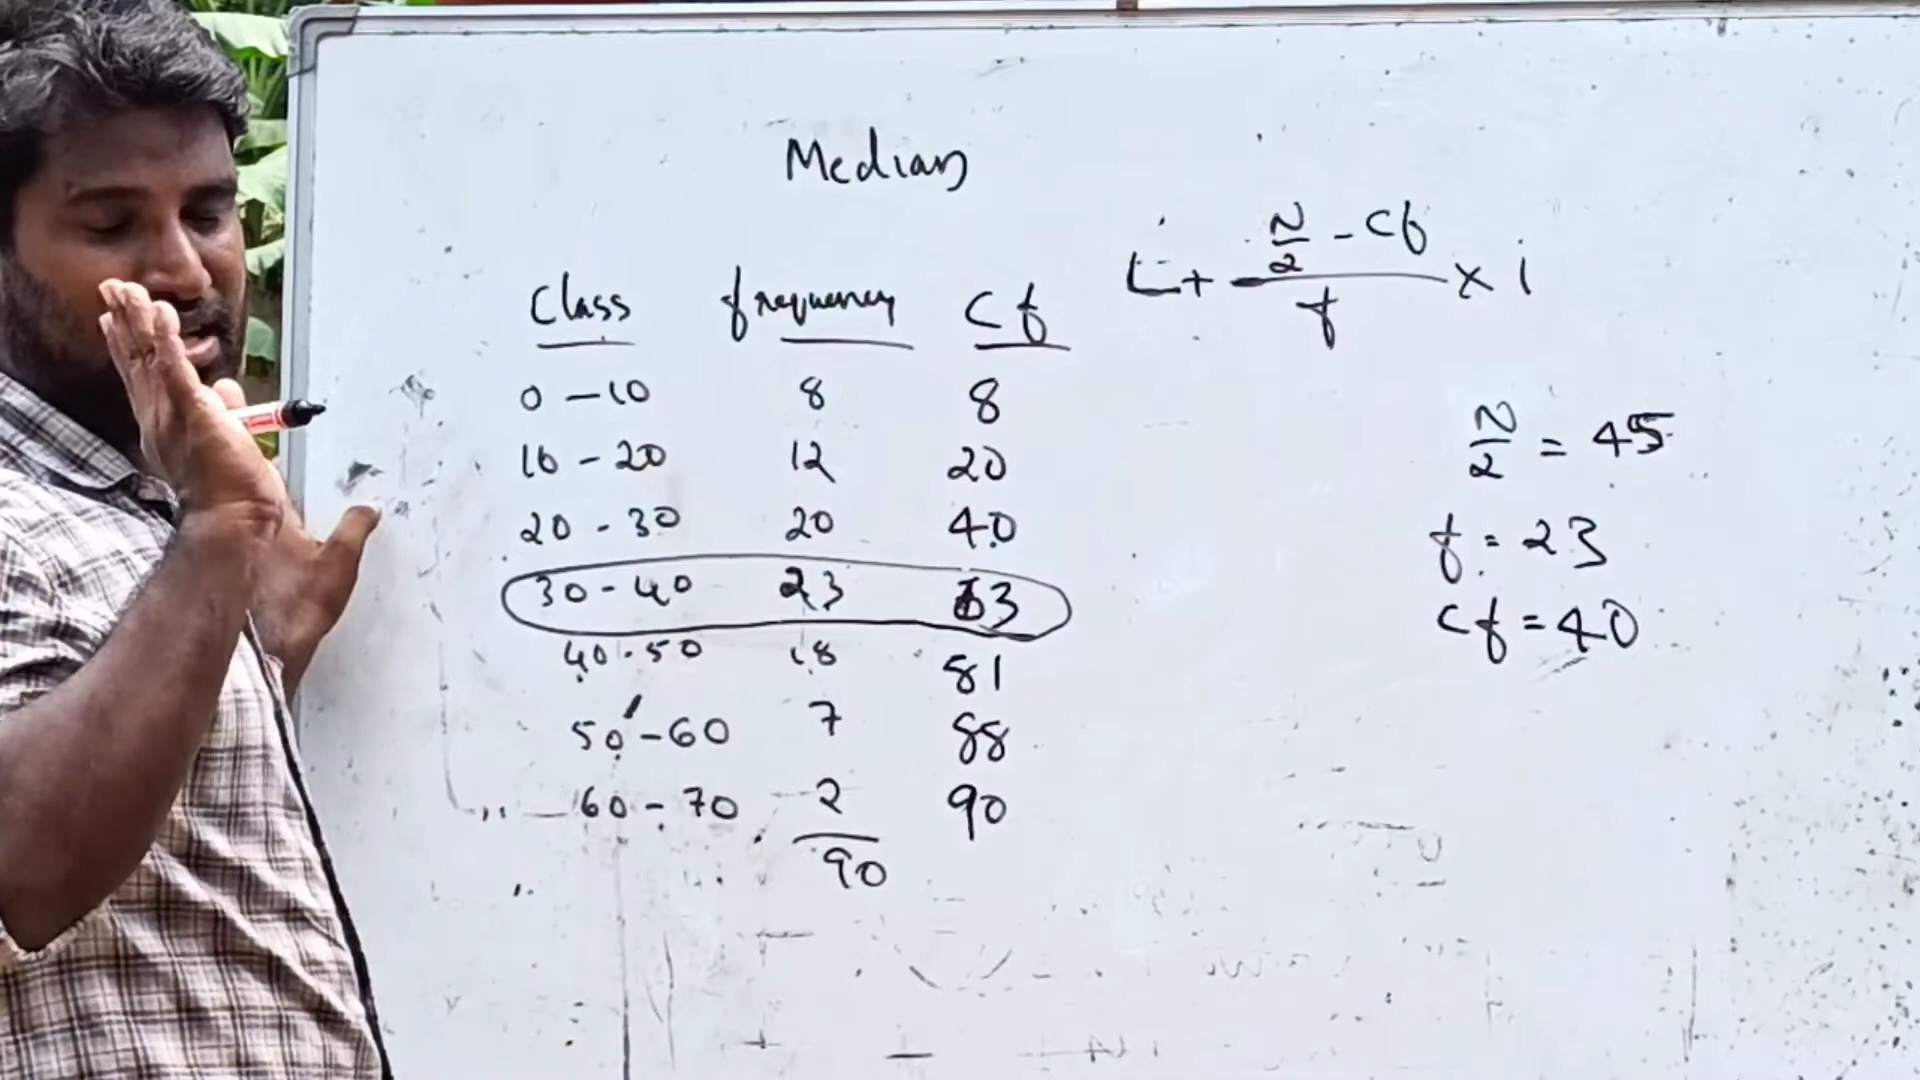 Median
L + (N/2 - cf)/f × i
Class frequency Cf
0 - 10 8 8
10 - 20 12 20
20 - 30 20 40
30 - 40 23 63
40 - 50 18 81
50 - 60 7 88
60 - 70 2 90
90
N/2 = 45
f = 23
cf = 40